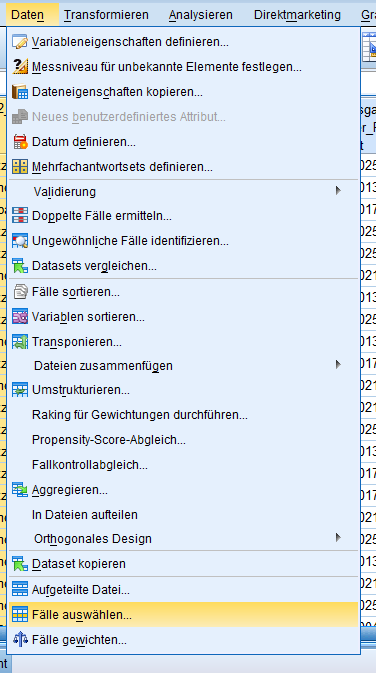 Daten Transformieren Analysieren Direktmarketing
Variableneigenschaften definieren...
Messniveau für unbekannte Elemente festlegen...
Dateneigenschaften kopieren...
Neues benutzerdefiniertes Attribut...
Datum definieren...
Mehrfachantwortsets definieren...
Validierung
Doppelte Fälle ermitteln...
Ungewöhnliche Fälle identifizieren...
Datasets vergleichen...
Fälle sortieren...
Variablen sortieren...
Transponieren...
Dateien zusammenfügen
Umstrukturieren...
Raking für Gewichtungen durchführen...
Propensity-Score-Abgleich...
Fallkontrollabgleich...
Aggregieren...
In Dateien aufteilen
Orthogonales Design
Dataset kopieren
Aufgeteilte Datei...
Fälle auswählen...
Fälle gewichten...